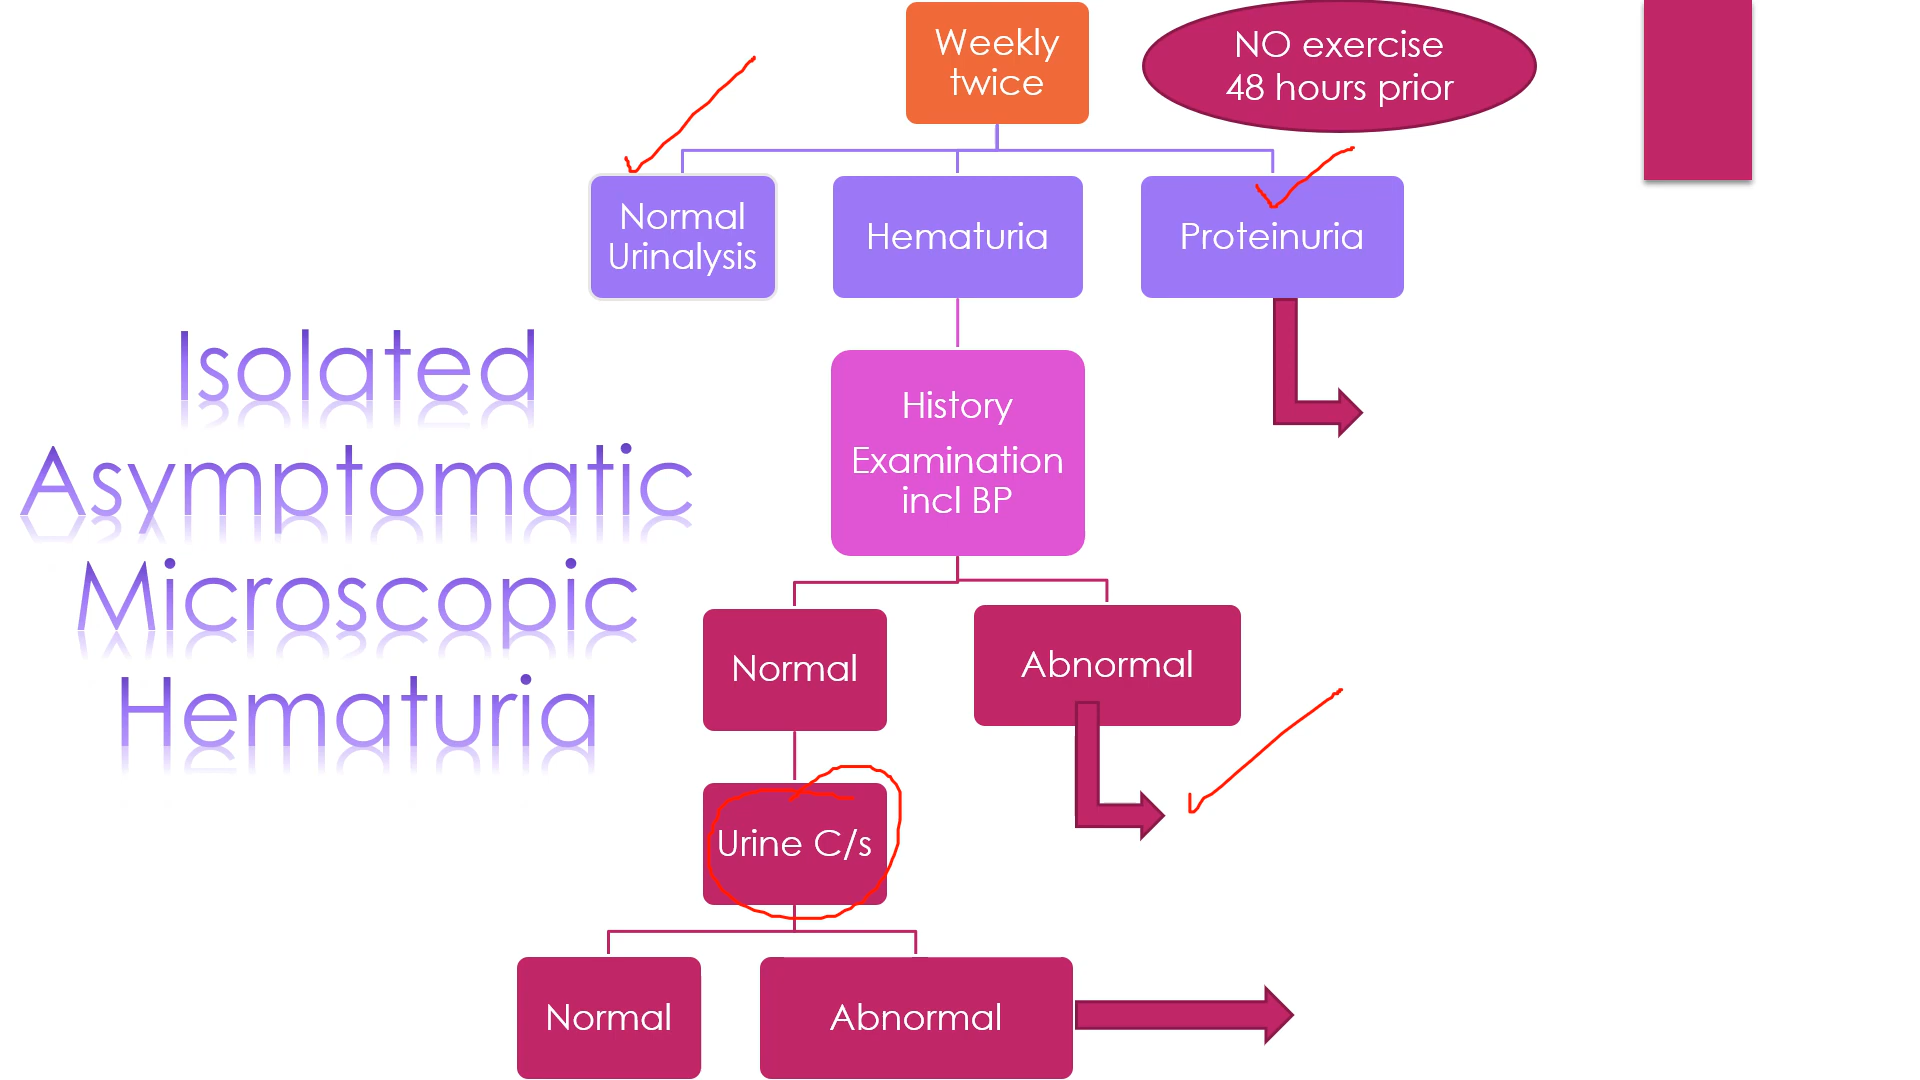 Weekly
twice
NO exercise
48 hours prior
Normal
Urinalysis
Hematuria
Proteinuria
Isolated
Asymptomatic
Microscopic
Hematuria
History
Examination
incl BP
Normal
Abnormal
Urine C/s
Normal
Abnormal